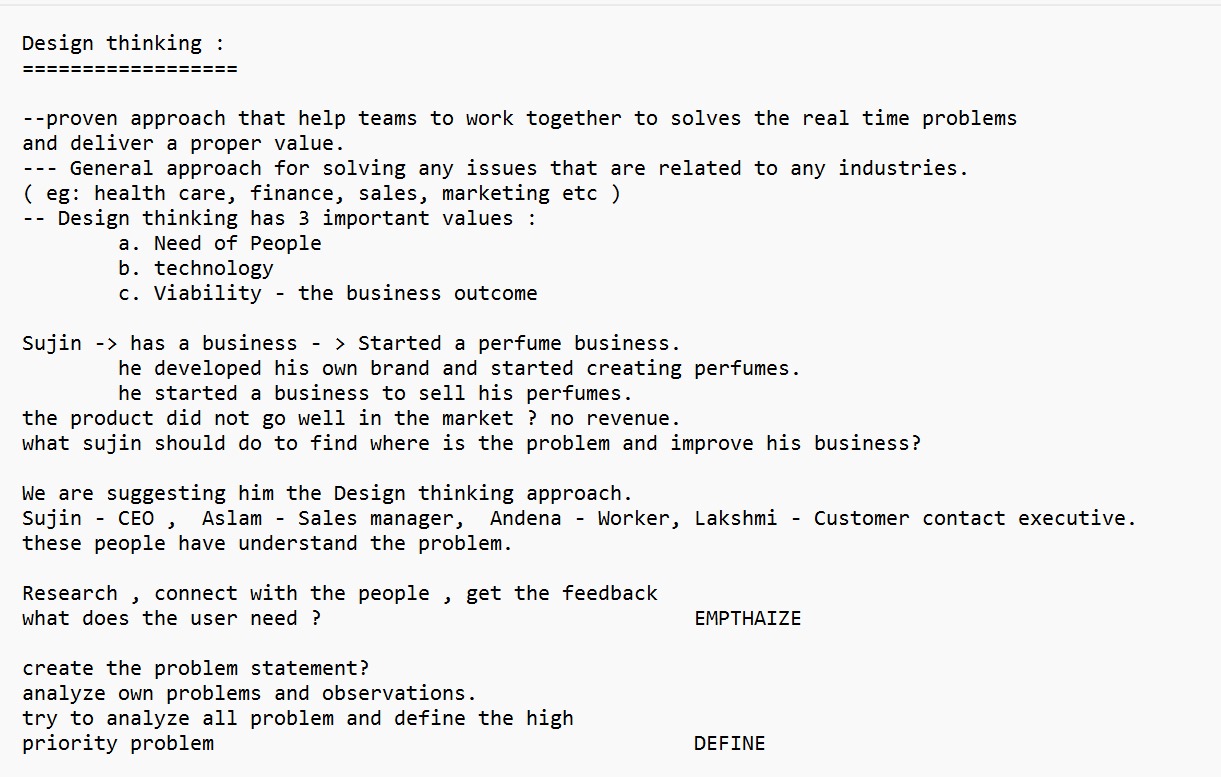 Design thinking :
==================
--proven approach that help teams to work together to solves the real time problems
and deliver a proper value.
--- General approach for solving any issues that are related to any industries.
( eg: health care, finance, sales, marketing etc )
-- Design thinking has 3 important values :
a. Need of People
b. technology
c. Viability - the business outcome
Sujin -> has a business - > Started a perfume business.
he developed his own brand and started creating perfumes.
he started a business to sell his perfumes.
the product did not go well in the market ? no revenue.
what sujin should do to find where is the problem and improve his business?
We are suggesting him the Design thinking approach.
Sujin - CEO ,  Aslam - Sales manager,  Andena - Worker, Lakshmi - Customer contact executive.
these people have understand the problem.
Research , connect with the people , get the feedback
what does the user need ? EMPTHAIZE
create the problem statement?
analyze own problems and observations.
try to analyze all problem and define the high
priority problem DEFINE